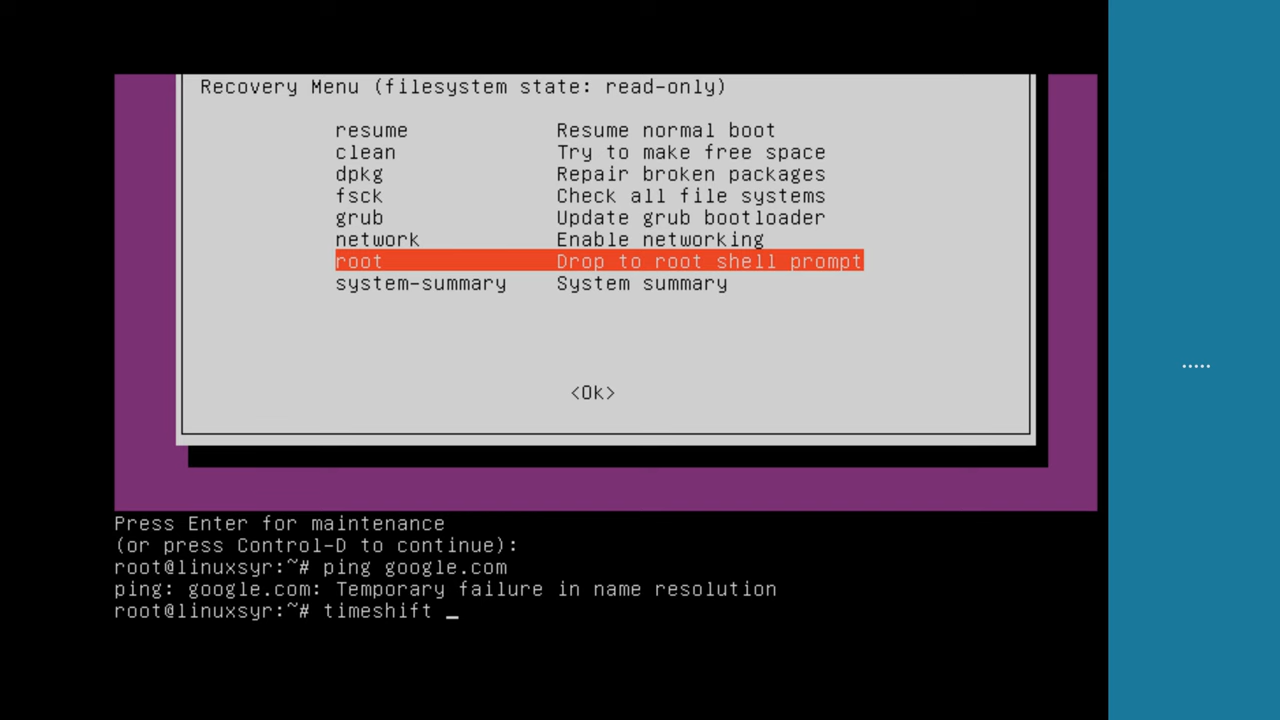 Recovery Menu (filesystem state: read-only)
resume Resume normal boot
clean Try to make free space
dpkg Repair broken packages
fsck Check all file systems
grub Update grub bootloader
network Enable networking
root Drop to root shell prompt
system-summary System summary
<Ok>
Press Enter for maintenance
(or press Control-D to continue):
root@linuxsyr:~# ping google.com
ping: google.com: Temporary failure in name resolution
root@linuxsyr:~# timeshift _
.....